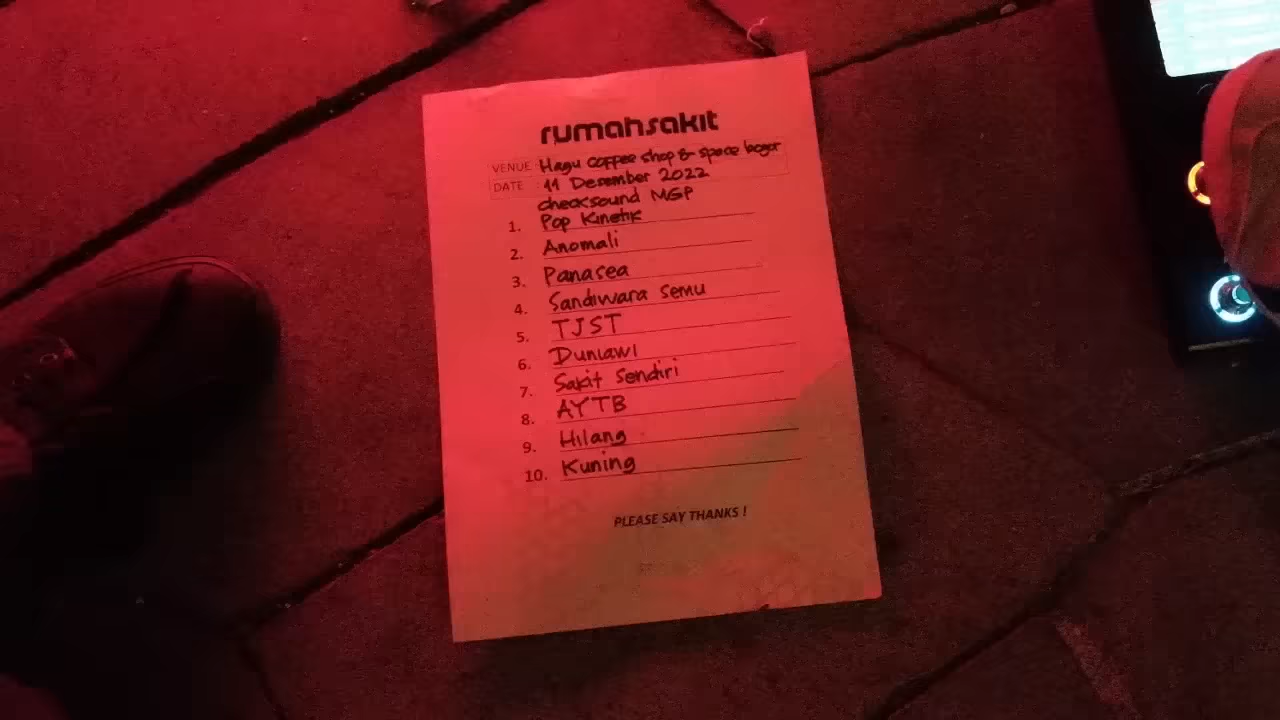 rumahsakit
VENUE : Hagu coffee shop & space bogor
DATE : 11 Desember 2022
checksound MGP
1. Pop Kinetik
2. Anomali
3. Panasea
4. Sandiwara Semu
5. TJST
6. Duniawi
7. Sakit Sendiri
8. AYTB
9. Hilang
10. Kuning
PLEASE SAY THANKS !